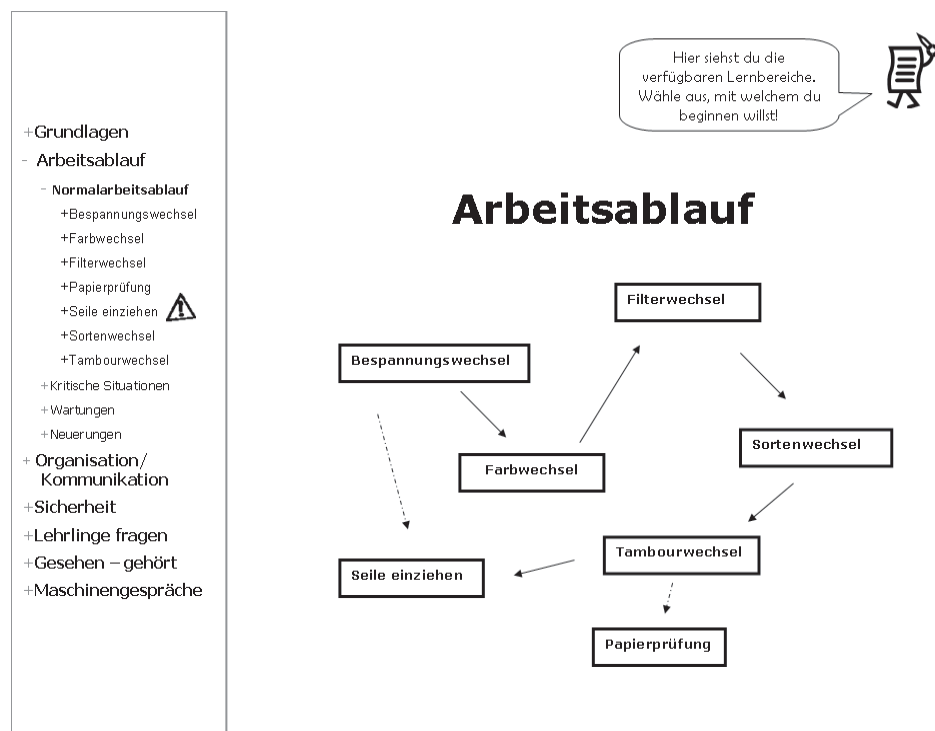 Hier siehst du die
verfügbaren Lernbereiche.
Wähle aus, mit welchem du
beginnen willst!
+Grundlagen
- Arbeitsablauf
- Normalarbeitsablauf
+Bespannungswechsel
+Farbwechsel
+Filterwechsel
+Papierprüfung
+Seile einziehen
+Sortenwechsel
+Tambourwechsel
+Kritische Situationen
+Wartungen
+Neuerungen
+ Organisation/
Kommunikation
+Sicherheit
+Lehrlinge fragen
+Gesehen – gehört
+Maschinengespräche
Arbeitsablauf
Filterwechsel
Bespannungswechsel
Sortenwechsel
Farbwechsel
Tambourwechsel
Seile einziehen
Papierprüfung